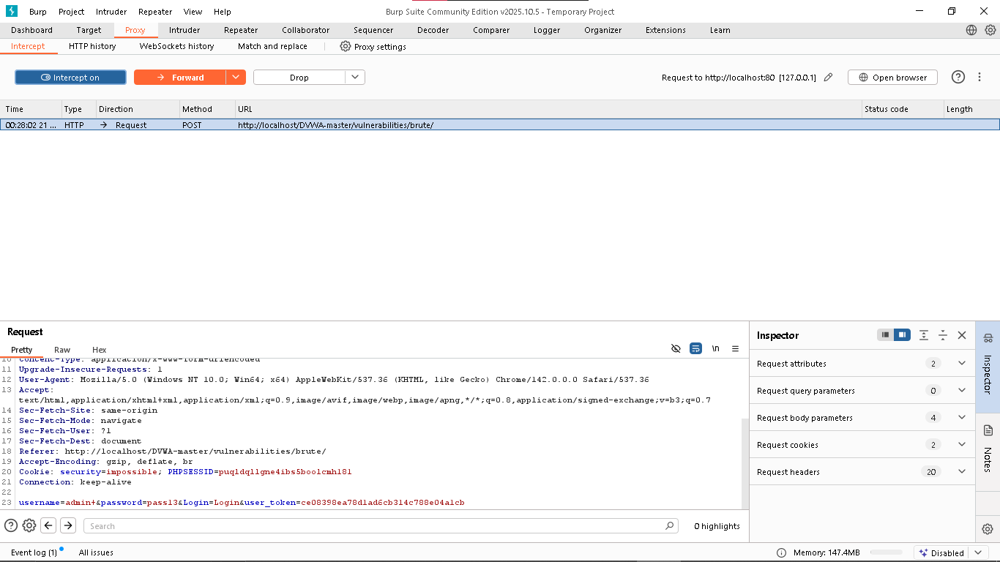 Burp Project Intruder Repeater View Help Burp Suite Community Edition v2025.10.5 - Temporary Project
Dashboard Target Proxy Intruder Repeater Collaborator Sequencer Decoder Comparer Logger Organizer Extensions Learn
Intercept HTTP history WebSockets history Match and replace Proxy settings
Intercept on Forward Drop Request to http://localhost:80 [127.0.0.1] Open browser
Time Type Direction Method URL Status code Length
00:28:02 21 ... HTTP → Request POST http://localhost/DVWA-master/vulnerabilities/brute/
Request
Pretty Raw Hex \n
10 Content-Type: application/x-www-form-urlencoded
11 Upgrade-Insecure-Requests: 1
12 User-Agent: Mozilla/5.0 (Windows NT 10.0; Win64; x64) AppleWebKit/537.36 (KHTML, like Gecko) Chrome/142.0.0.0 Safari/537.36
13 Accept:
text/html,application/xhtml+xml,application/xml;q=0.9,image/avif,image/webp,image/apng,*/*;q=0.8,application/signed-exchange;v=b3;q=0.7
14 Sec-Fetch-Site: same-origin
15 Sec-Fetch-Mode: navigate
16 Sec-Fetch-User: ?1
17 Sec-Fetch-Dest: document
18 Referer: http://localhost/DVWA-master/vulnerabilities/brute/
19 Accept-Encoding: gzip, deflate, br
20 Cookie: security=impossible; PHPSESSID=
21 Connection: keep-alive
22
23 username=admin+&password=pass13&Login=Login&user_token=ce08398ea78d1ad6cb314c788e04a1cb
Search 0 highlights
Inspector
Request attributes 2
Request query parameters 0
Request body parameters 4
Request cookies 2
Request headers 20
Inspector
Notes
Event log (1) All issues Memory: 147.4MB Disabled